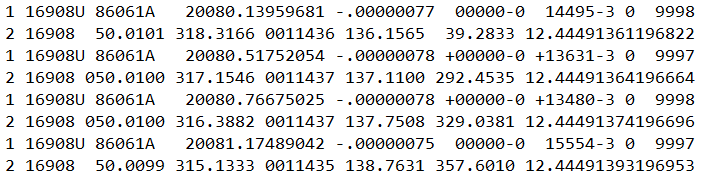 1 16908U 86061A   20080.13959681 -.00000077  00000-0  14495-3 0  9998
2 16908  50.0101 318.3166 0011436 136.1565  39.2833 12.44491361196822
1 16908U 86061A   20080.51752054 -.00000078 +00000-0 +13631-3 0  9997
2 16908 050.0100 317.1546 0011437 137.1100 292.4535 12.44491364196664
1 16908U 86061A   20080.76675025 -.00000078 +00000-0 +13480-3 0  9998
2 16908 050.0100 316.3882 0011437 137.7508 329.0381 12.44491374196696
1 16908U 86061A   20081.17489042 -.00000075  00000-0  15554-3 0  9997
2 16908  50.0099 315.1333 0011435 138.7631 357.6010 12.44491393196953